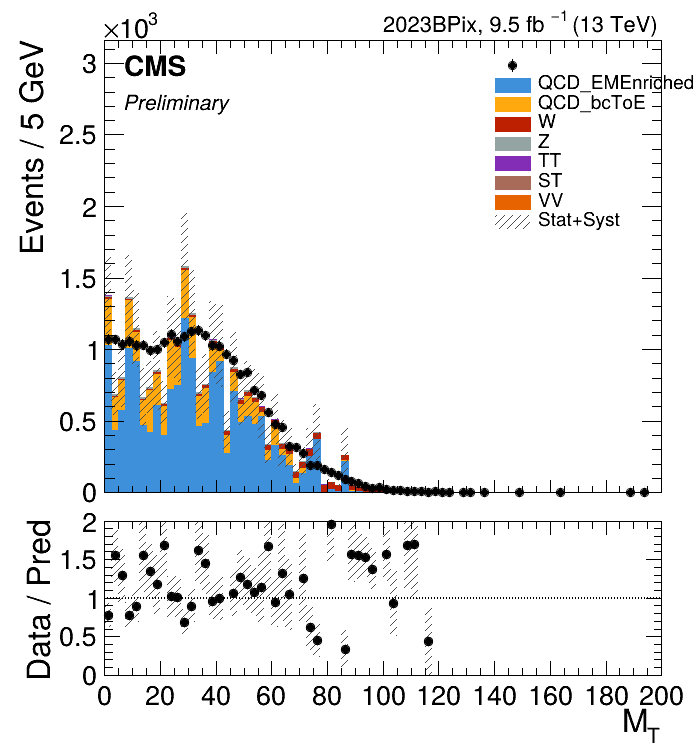 ×10³ 2023BPix, 9.5 fb ⁻¹ (13 TeV)
CMS
Preliminary
QCD_EMEnriched
QCD_bcToE
W
Z
TT
ST
VV
Stat+Syst
Events / 5 GeV
3
2.5
2
1.5
1
0.5
0
Data / Pred
2
1.5
1
0.5
0
0 20 40 60 80 100 120 140 160 180 200
M_T